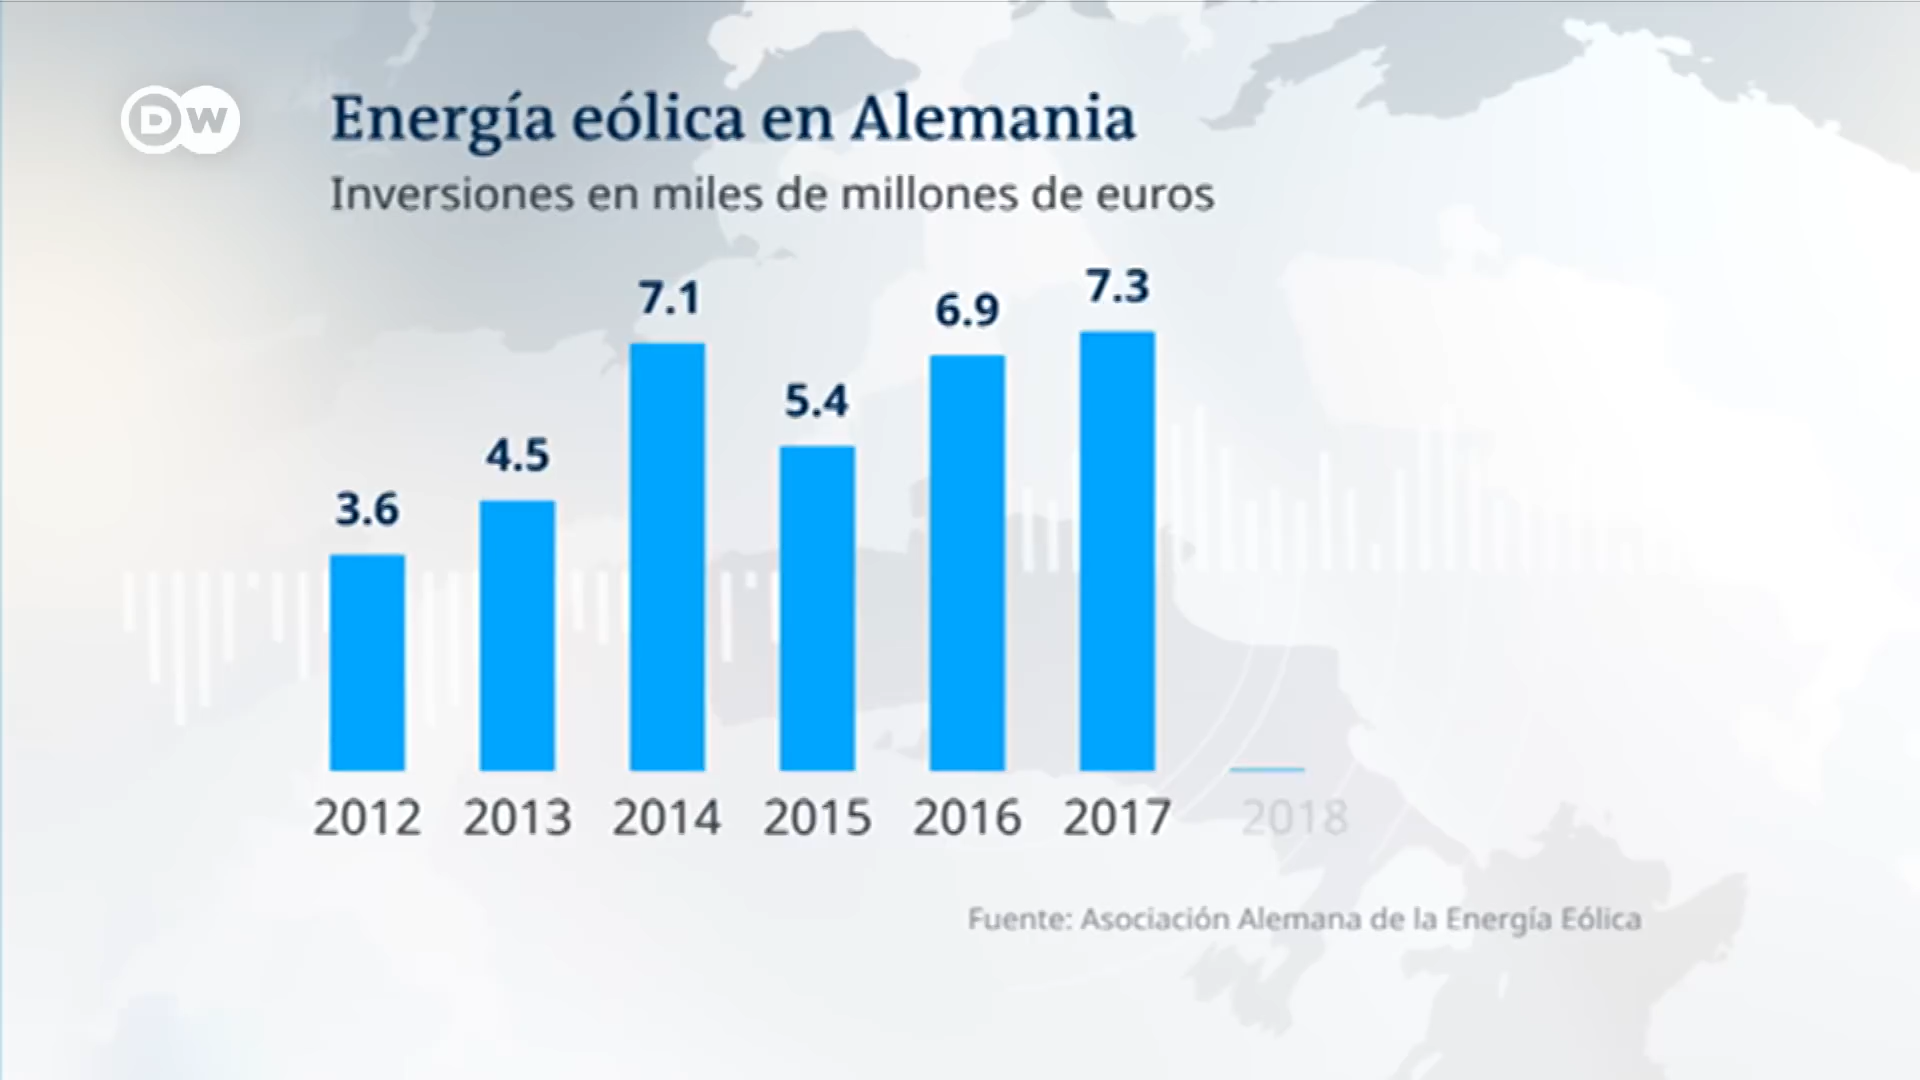 DW
Energía eólica en Alemania
Inversiones en miles de millones de euros
3.6
4.5
7.1
5.4
6.9
7.3
2012 2013 2014 2015 2016 2017 2018
Fuente: Asociación Alemana de la Energía Eólica